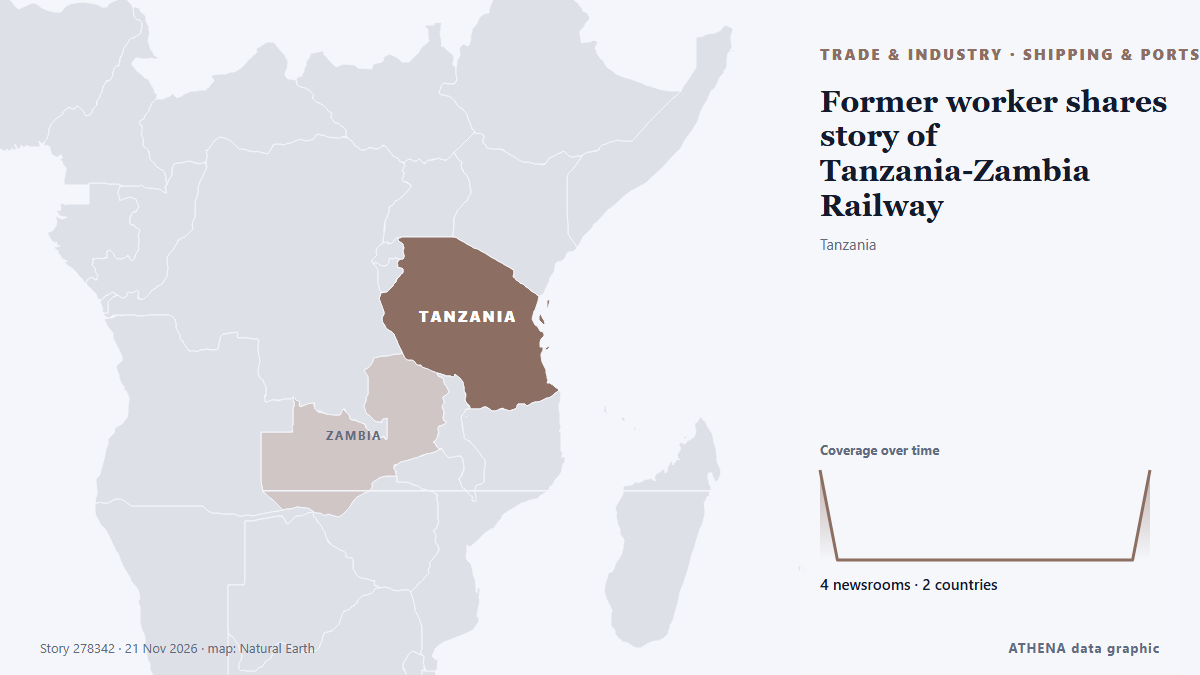 TRADE & INDUSTRY · SHIPPING & PORTS
Former worker shares
story of
Tanzania-Zambia
Railway
Tanzania
TANZANIA
ZAMBIA
Coverage over time
4 newsrooms · 2 countries
Story 278342 · 21 Nov 2026 · map: Natural Earth
ATHENA data graphic